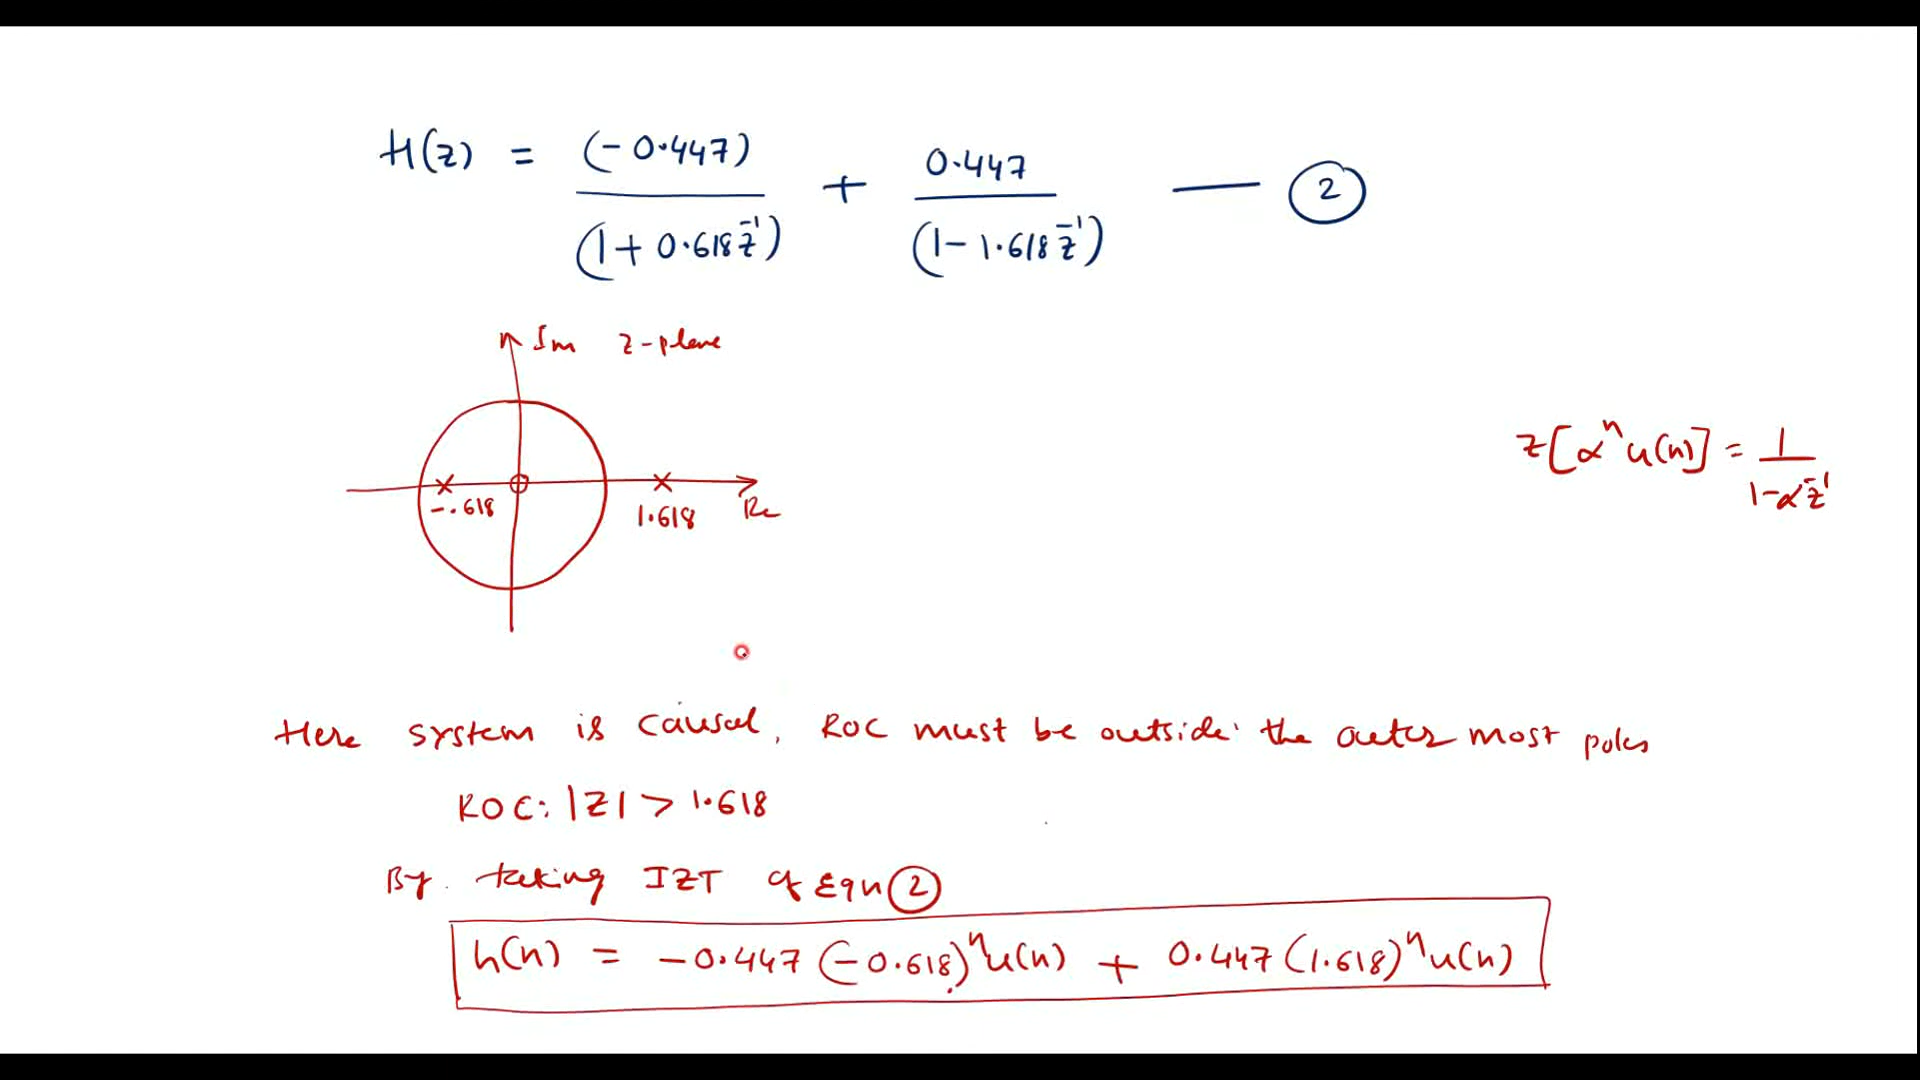 H(z) = (-0.447) / (1+0.618z⁻¹) + 0.447 / (1-1.618z⁻¹) — 2
Im z-plane
-.618 1.618 Re
z[αⁿu(n)] = 1 / 1-αz⁻¹
Here system is causal, ROC must be outside the outer most poles
ROC: |Z| > 1.618
By taking IZT of Eqn 2
h(n) = -0.447 (-0.618)ⁿu(n) + 0.447 (1.618)ⁿu(n)